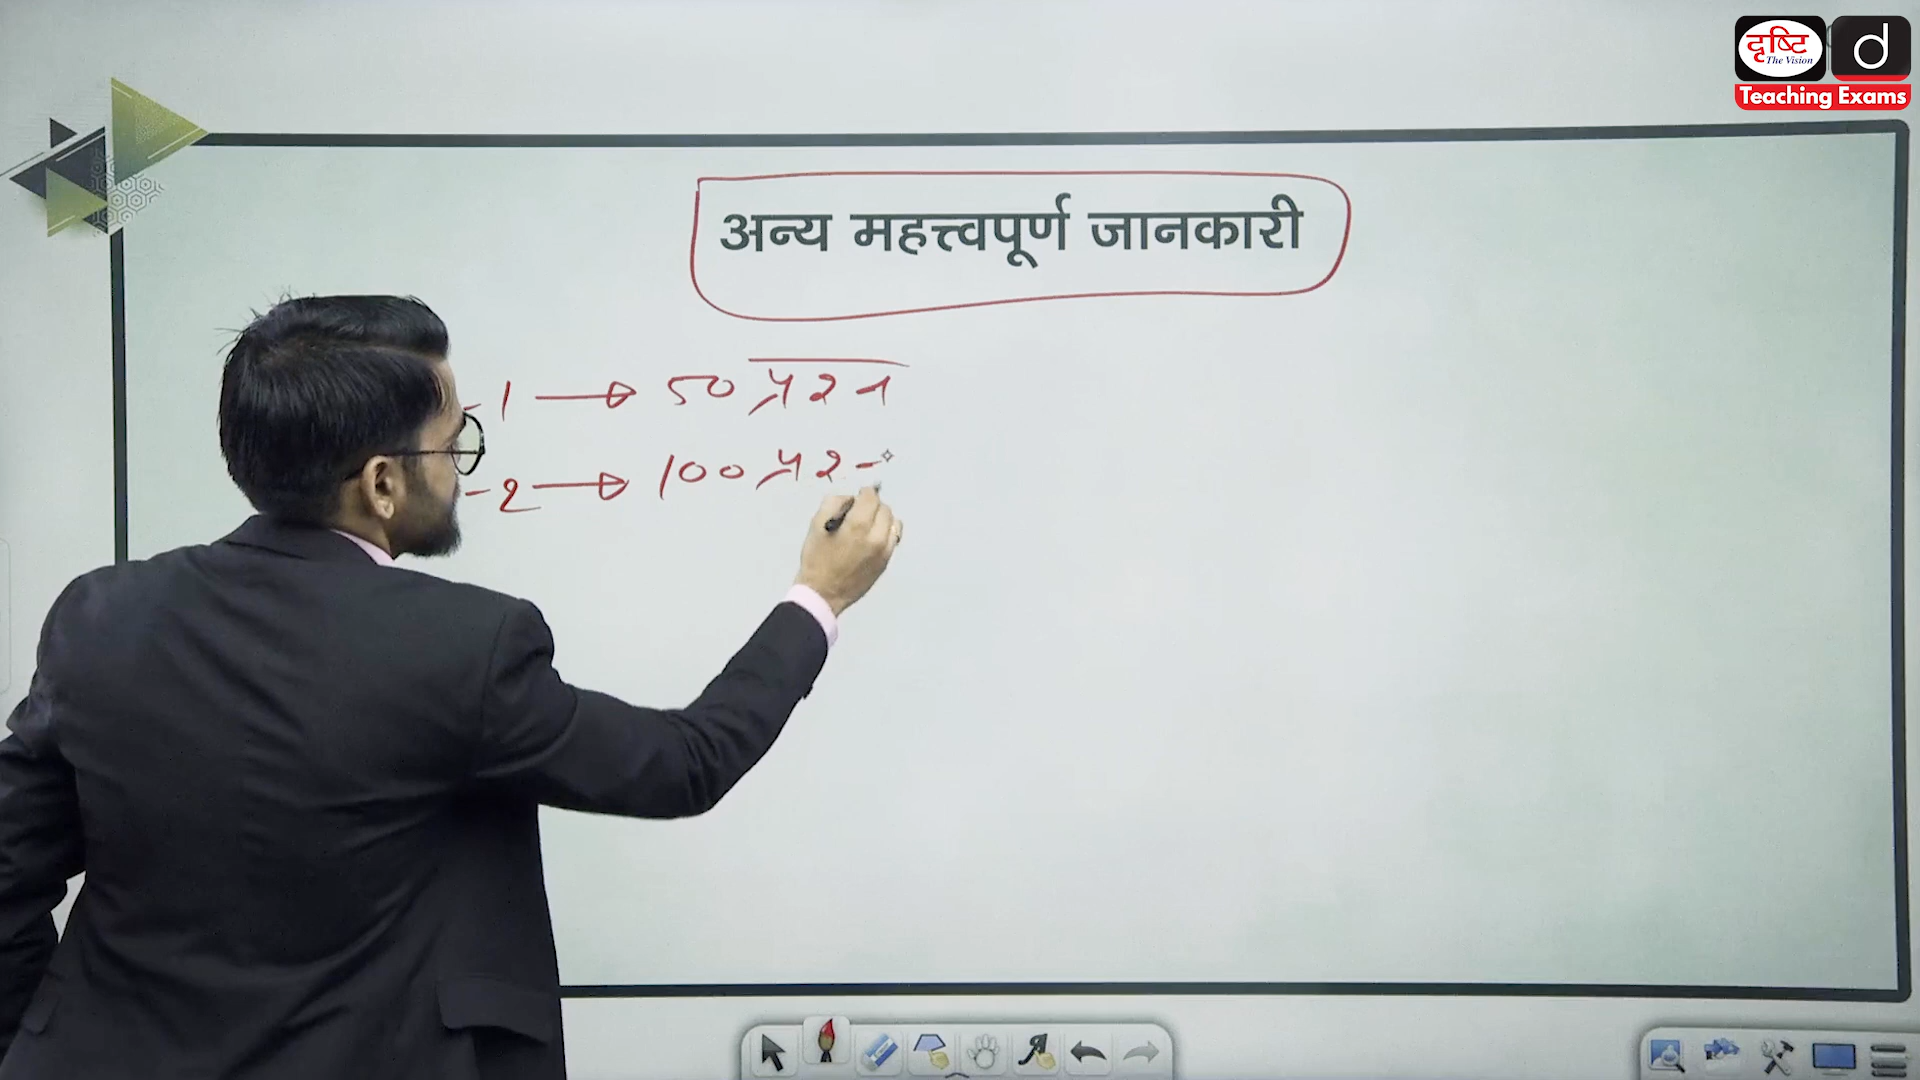 दृष्टि
The Vision
d
Teaching Exams
अन्य महत्त्वपूर्ण जानकारी
-1 → 50 प्रश्न
-2 → 100 प्रश्